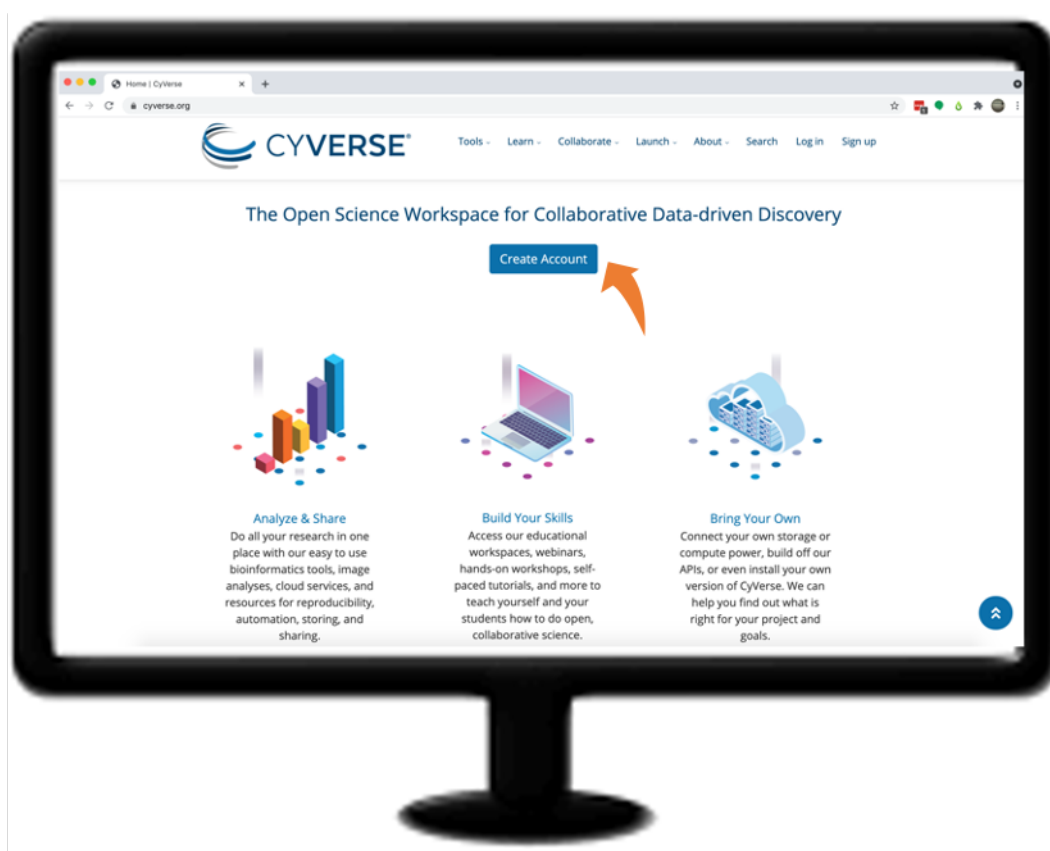 Home | CyVerse
cyverse.org
CYVERSE®
Tools Learn Collaborate Launch About Search Log in Sign up
The Open Science Workspace for Collaborative Data-driven Discovery
Create Account
Analyze & Share
Do all your research in one
place with our easy to use
bioinformatics tools, image
analyses, cloud services, and
resources for reproducibility,
automation, storing, and
sharing.
Build Your Skills
Access our educational
workspaces, webinars,
hands-on workshops, self-
paced tutorials, and more to
teach yourself and your
students how to do open,
collaborative science.
Bring Your Own
Connect your own storage or
compute power, build off our
APIs, or even install your own
version of CyVerse. We can
help you find out what is
right for your project and
goals.